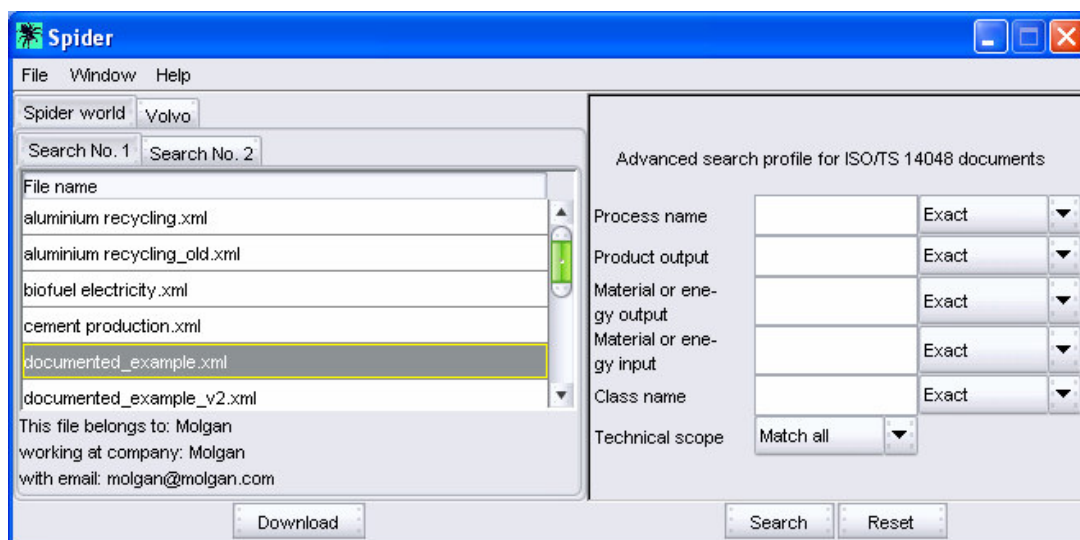 Spider
File Window Help
Spider world Volvo
Search No. 1 Search No. 2
File name
aluminium recycling.xml
aluminium recycling_old.xml
biofuel electricity.xml
cement production.xml
documented_example.xml
documented_example_v2.xml
This file belongs to: Molgan
working at company: Molgan
with email: molgan@molgan.com
Download
Advanced search profile for ISO/TS 14048 documents
Process name Exact
Product output Exact
Material or ene-
gy output Exact
Material or ene-
gy input Exact
Class name Exact
Technical scope Match all
Search Reset